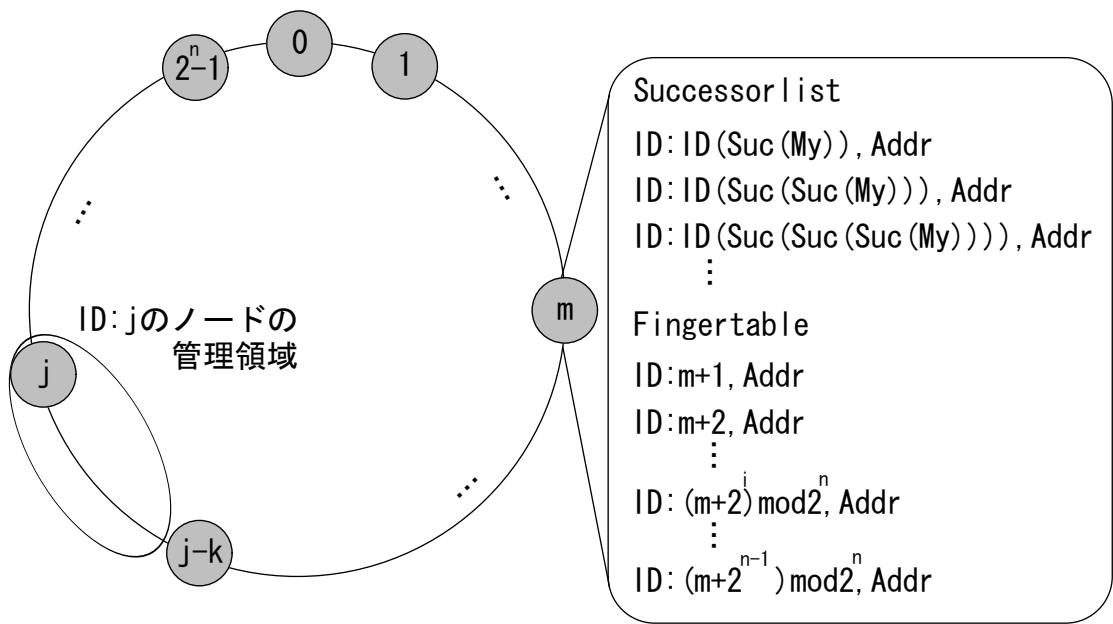 2^n-1
0
1
m
ID:jのノードの
管理領域
j
j-k
…
…
…
Successorlist
ID:ID(Suc(My)),Addr
ID:ID(Suc(Suc(My))),Addr
ID:ID(Suc(Suc(Suc(My)))),Addr
⋮
Fingertable
ID:m+1,Addr
ID:m+2,Addr
⋮
ID:(m+2^i)mod2^n,Addr
⋮
ID:(m+2^n-1)mod2^n,Addr